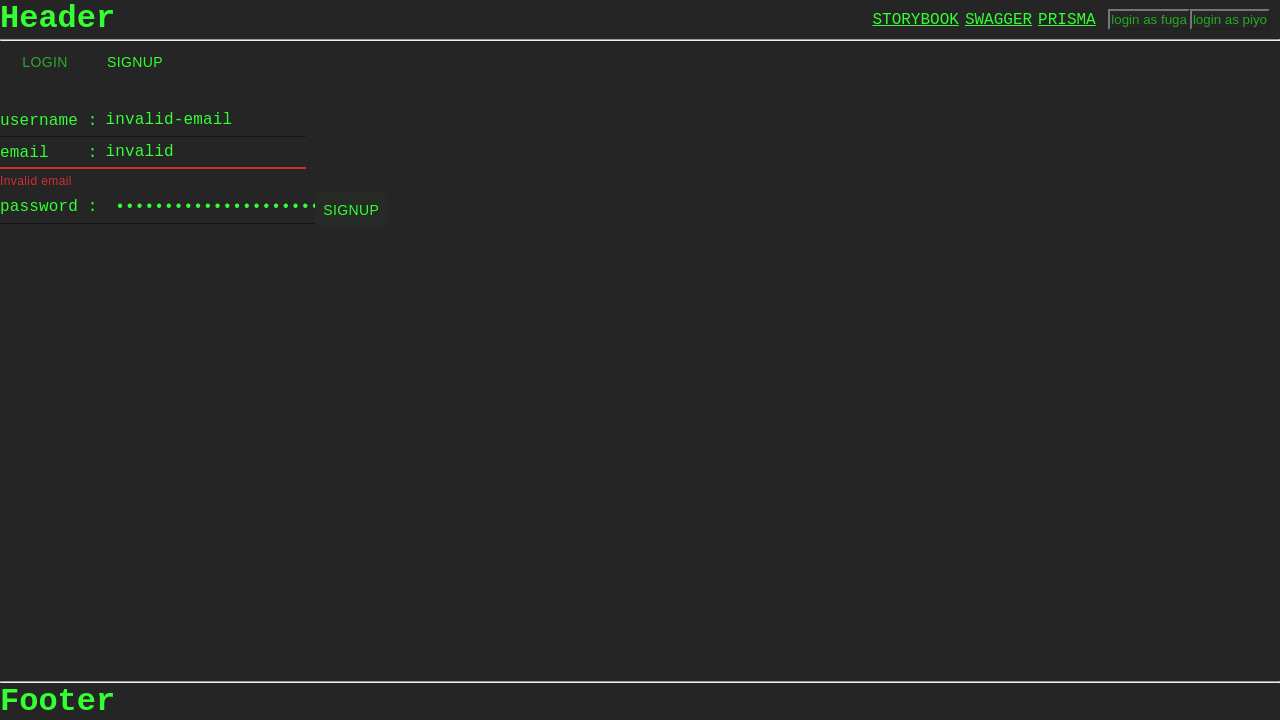 Header STORYBOOK SWAGGER PRISMA login as fuga login as piyo
LOGIN SIGNUP
username : invalid-email
email    : invalid
Invalid email
password : •••••••••••••••••••••
SIGNUP
Footer